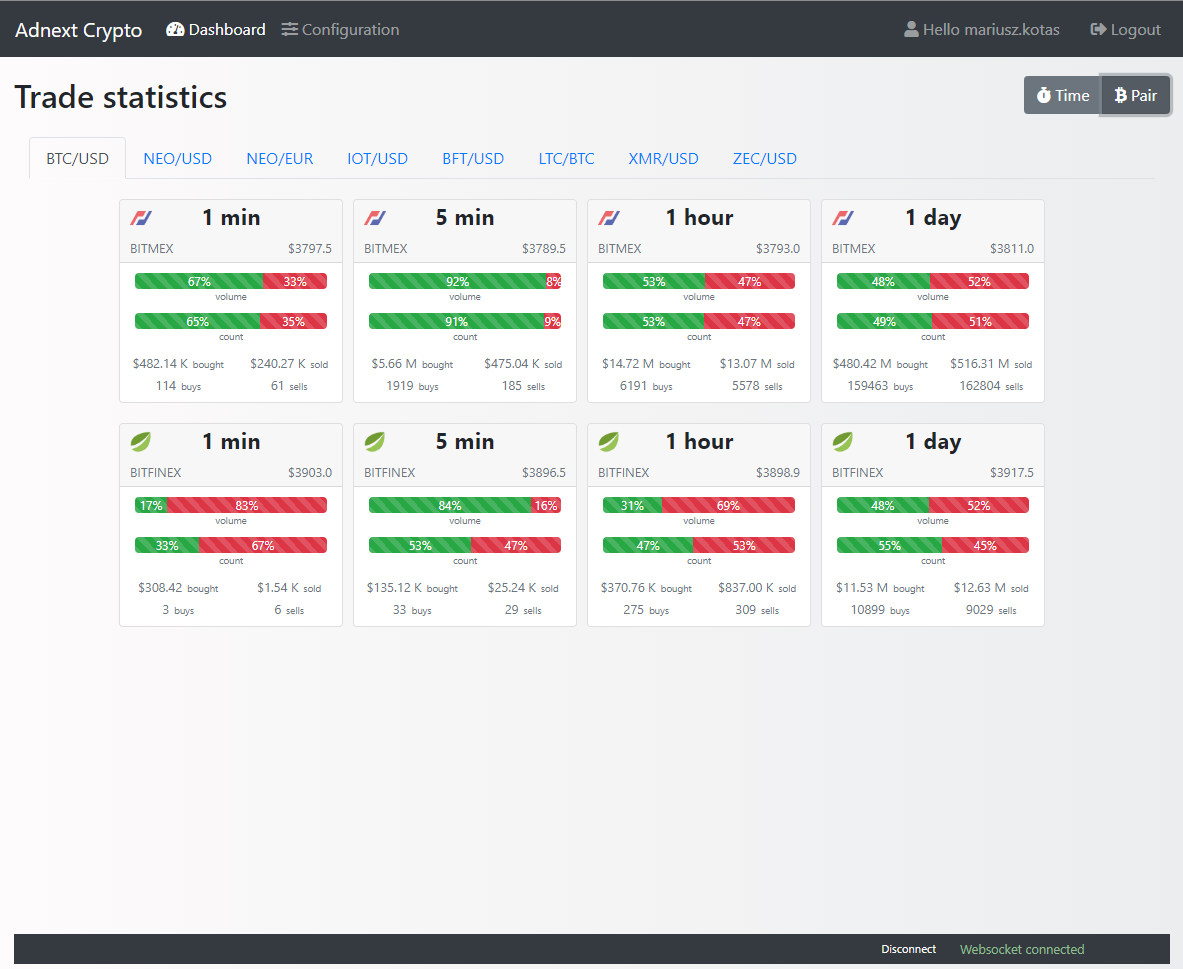 Adnext Crypto Dashboard Configuration Hello mariusz.kotas Logout
Trade statistics Time Pair
BTC/USD NEO/USD NEO/EUR IOT/USD BFT/USD LTC/BTC XMR/USD ZEC/USD
1 min 5 min 1 hour 1 day
BITMEX $3797.5 BITMEX $3789.5 BITMEX $3793.0 BITMEX $3811.0
67% 33% 92% 8% 53% 47% 48% 52%
volume volume volume volume
65% 35% 91% 9% 53% 47% 49% 51%
count count count count
$482.14 K bought $240.27 K sold $5.66 M bought $475.04 K sold $14.72 M bought $13.07 M sold $480.42 M bought $516.31 M sold
114 buys 61 sells 1919 buys 185 sells 6191 buys 5578 sells 159463 buys 162804 sells
1 min 5 min 1 hour 1 day
BITFINEX $3903.0 BITFINEX $3896.5 BITFINEX $3898.9 BITFINEX $3917.5
17% 83% 84% 16% 31% 69% 48% 52%
volume volume volume volume
33% 67% 53% 47% 47% 53% 55% 45%
count count count count
$308.42 bought $1.54 K sold $135.12 K bought $25.24 K sold $370.76 K bought $837.00 K sold $11.53 M bought $12.63 M sold
3 buys 6 sells 33 buys 29 sells 275 buys 309 sells 10899 buys 9029 sells
Disconnect Websocket connected